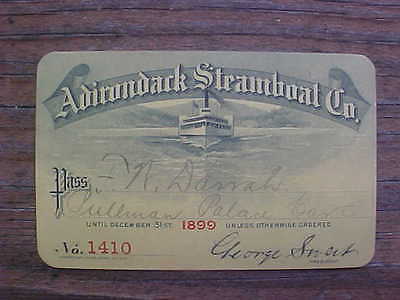 Adirondack Steamboat Co.
Pass F. N. Darrah
Pullman Palace Car Co
UNTIL DECEMBER 31ST. 1899 UNLESS OTHERWISE ORDERED
No. 1410 George Sweet